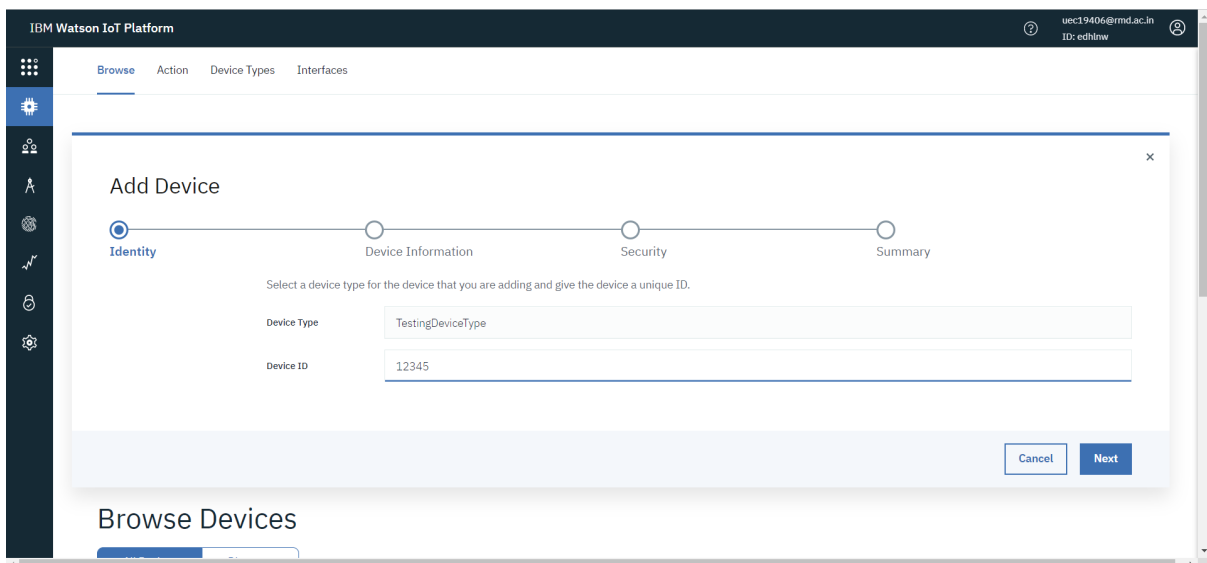 IBM Watson IoT Platform
uec19406@rmd.ac.in
ID: edhlnw
Browse Action Device Types Interfaces
Add Device
Identity Device Information Security Summary
Select a device type for the device that you are adding and give the device a unique ID.
Device Type TestingDeviceType
Device ID 12345
Cancel Next
Browse Devices